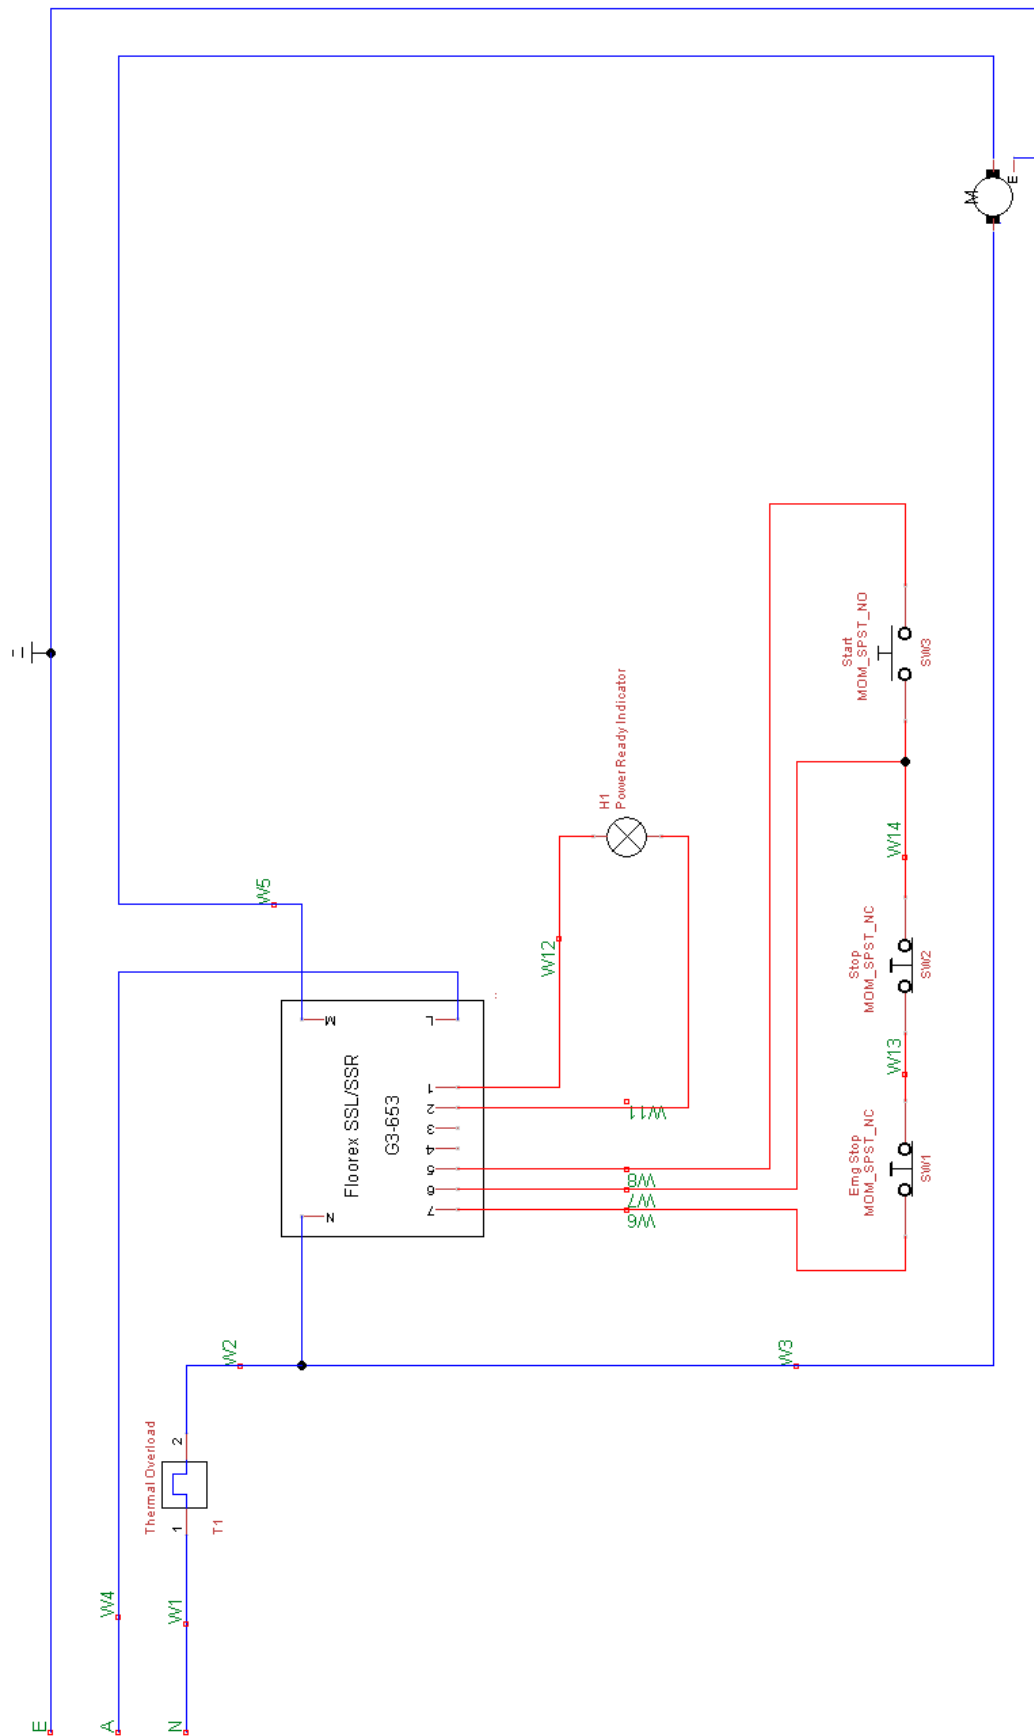 E
A
N
W4
W1
Thermal Overload
1
2
T1
W2
W3
W5
Floorex SSL/SSR
G3-653
N
M
L
7
6
5
4
3
2
1
W6
W7
W8
W11
W12
H1
Power Ready Indicator
Emg Stop
MOM_SPST_NC
SW1
W13
Stop
MOM_SPST_NC
SW2
W14
Start
MOM_SPST_NO
SW3
M
E